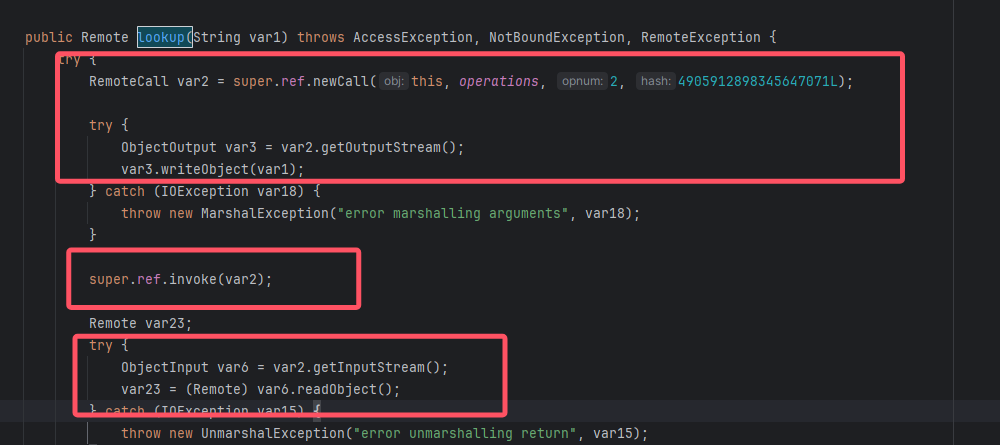 public Remote lookup(String var1) throws AccessException, NotBoundException, RemoteException {
try {
RemoteCall var2 = super.ref.newCall( obj: this, operations, opnum: 2, hash: 4905912898345647071L);
try {
ObjectOutput var3 = var2.getOutputStream();
var3.writeObject(var1);
} catch (IOException var18) {
throw new MarshalException("error marshalling arguments", var18);
}
super.ref.invoke(var2);
Remote var23;
try {
ObjectInput var6 = var2.getInputStream();
var23 = (Remote) var6.readObject();
} catch (IOException var15) {
throw new UnmarshalException("error unmarshalling return", var15);